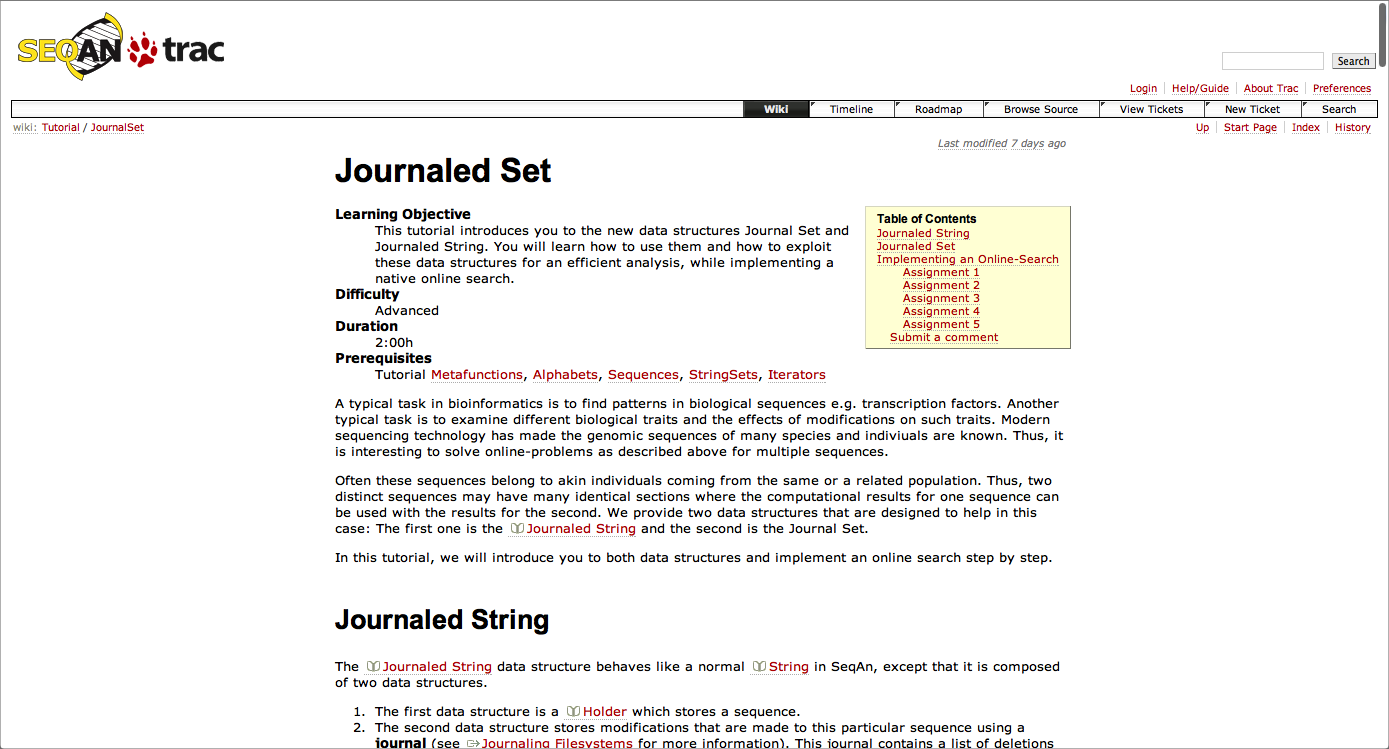 SEQAN trac
Search
Login Help/Guide About Trac Preferences
Wiki Timeline Roadmap Browse Source View Tickets New Ticket Search
wiki: Tutorial / JournalSet
Up Start Page Index History
Last modified 7 days ago
Journaled Set
Learning Objective
This tutorial introduces you to the new data structures Journal Set and
Journaled String. You will learn how to use them and how to exploit
these data structures for an efficient analysis, while implementing a
native online search.
Difficulty
Advanced
Duration
2:00h
Prerequisites
Tutorial Metafunctions, Alphabets, Sequences, StringSets, Iterators
Table of Contents
Journaled String
Journaled Set
Implementing an Online-Search
Assignment 1
Assignment 2
Assignment 3
Assignment 4
Assignment 5
Submit a comment
A typical task in bioinformatics is to find patterns in biological sequences e.g. transcription factors. Another
typical task is to examine different biological traits and the effects of modifications on such traits. Modern
sequencing technology has made the genomic sequences of many species and indiviuals are known. Thus, it
is interesting to solve online-problems as described above for multiple sequences.
Often these sequences belong to akin individuals coming from the same or a related population. Thus, two
distinct sequences may have many identical sections where the computational results for one sequence can
be used with the results for the second. We provide two data structures that are designed to help in this
case: The first one is the Journaled String and the second is the Journal Set.
In this tutorial, we will introduce you to both data structures and implement an online search step by step.
Journaled String
The Journaled String data structure behaves like a normal String in SeqAn, except that it is composed
of two data structures.
1. The first data structure is a Holder which stores a sequence.
2. The second data structure stores modifications that are made to this particular sequence using a
journal (see Journaling Filesystems for more information). This journal contains a list of deletions